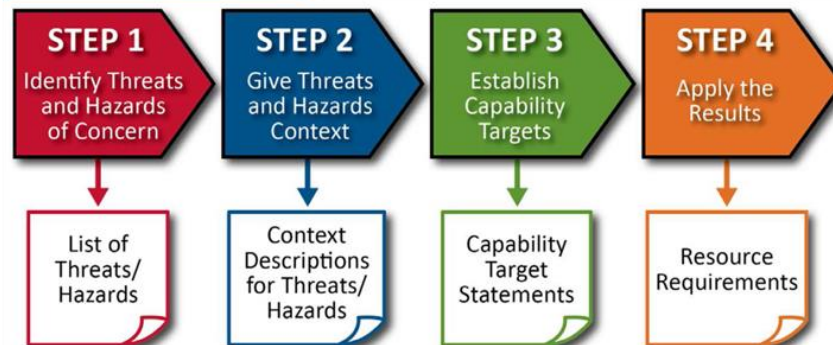 STEP 1
Identify Threats
and Hazards
of Concern
STEP 2
Give Threats
and Hazards
Context
STEP 3
Establish
Capability
Targets
STEP 4
Apply the
Results
List of
Threats/
Hazards
Context
Descriptions
for Threats/
Hazards
Capability
Target
Statements
Resource
Requirements